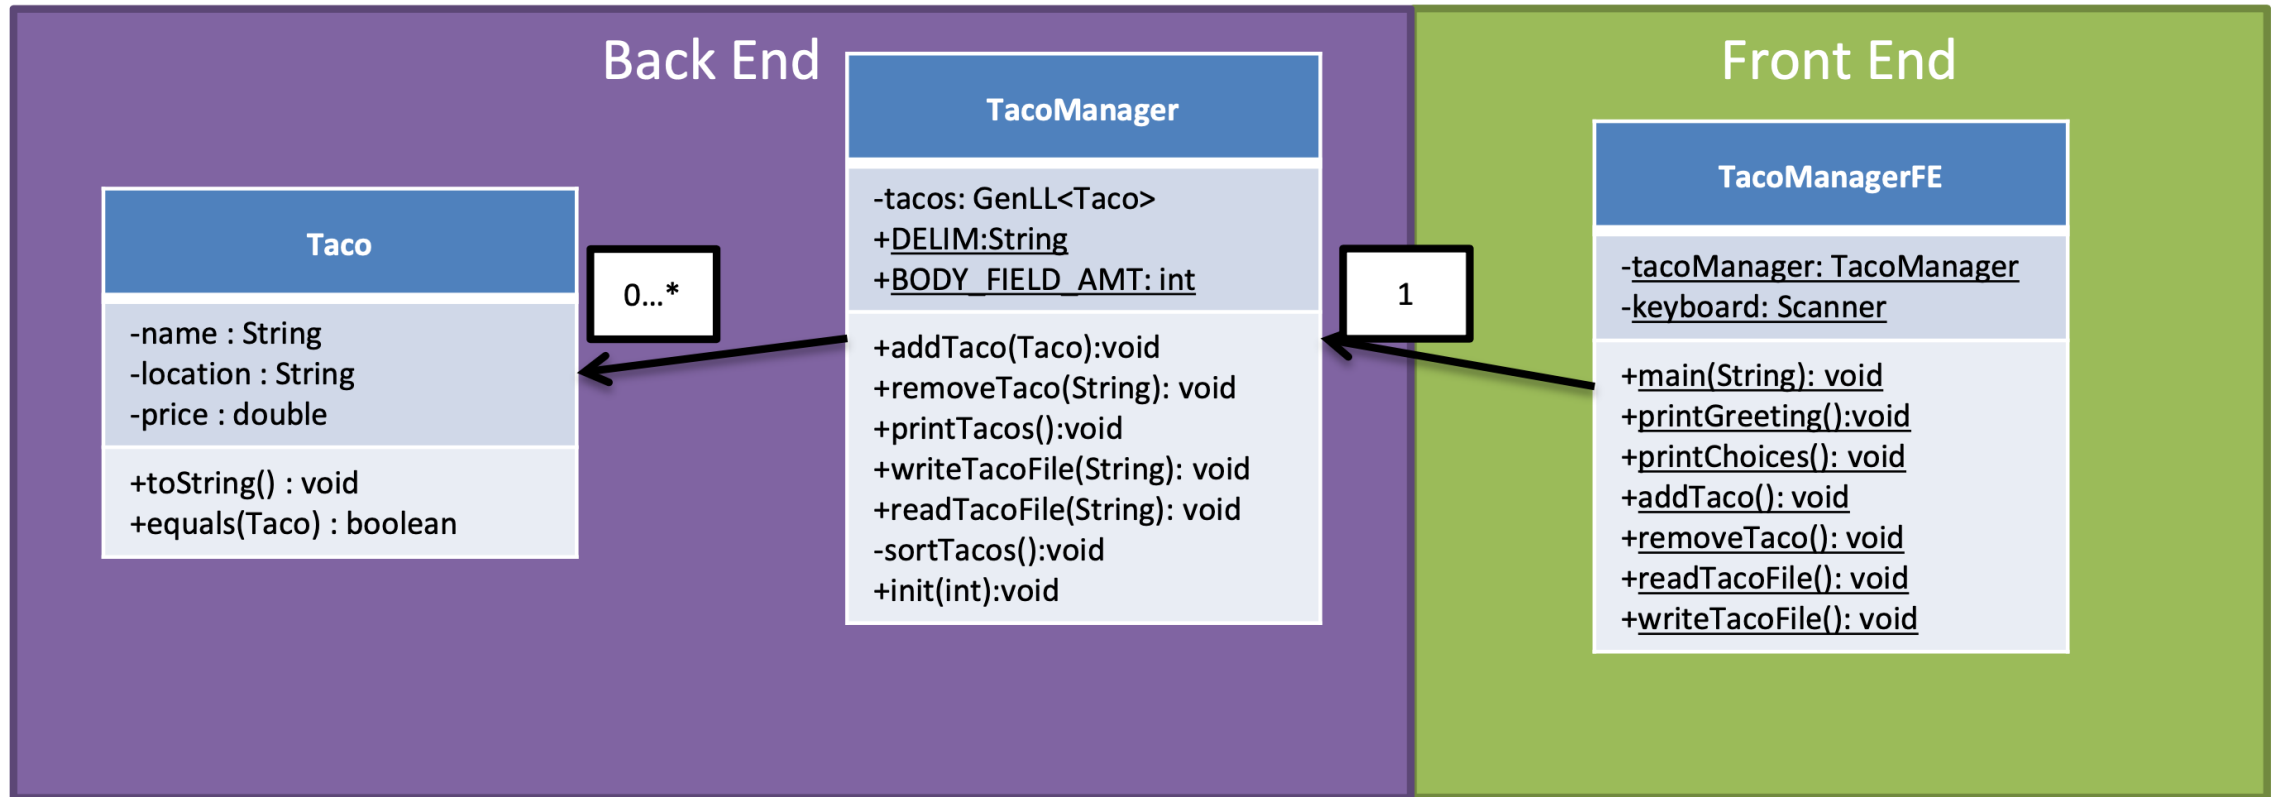 Back End
Front End
Taco
-name : String
-location : String
-price : double
+toString() : void
+equals(Taco) : boolean
0...*
TacoManager
-tacos: GenLL<Taco>
+DELIM:String
+BODY_FIELD_AMT: int
+addTaco(Taco):void
+removeTaco(String): void
+printTacos():void
+writeTacoFile(String): void
+readTacoFile(String): void
-sortTacos():void
+init(int):void
1
TacoManagerFE
-tacoManager: TacoManager
-keyboard: Scanner
+main(String): void
+printGreeting():void
+printChoices(): void
+addTaco(): void
+removeTaco(): void
+readTacoFile(): void
+writeTacoFile(): void